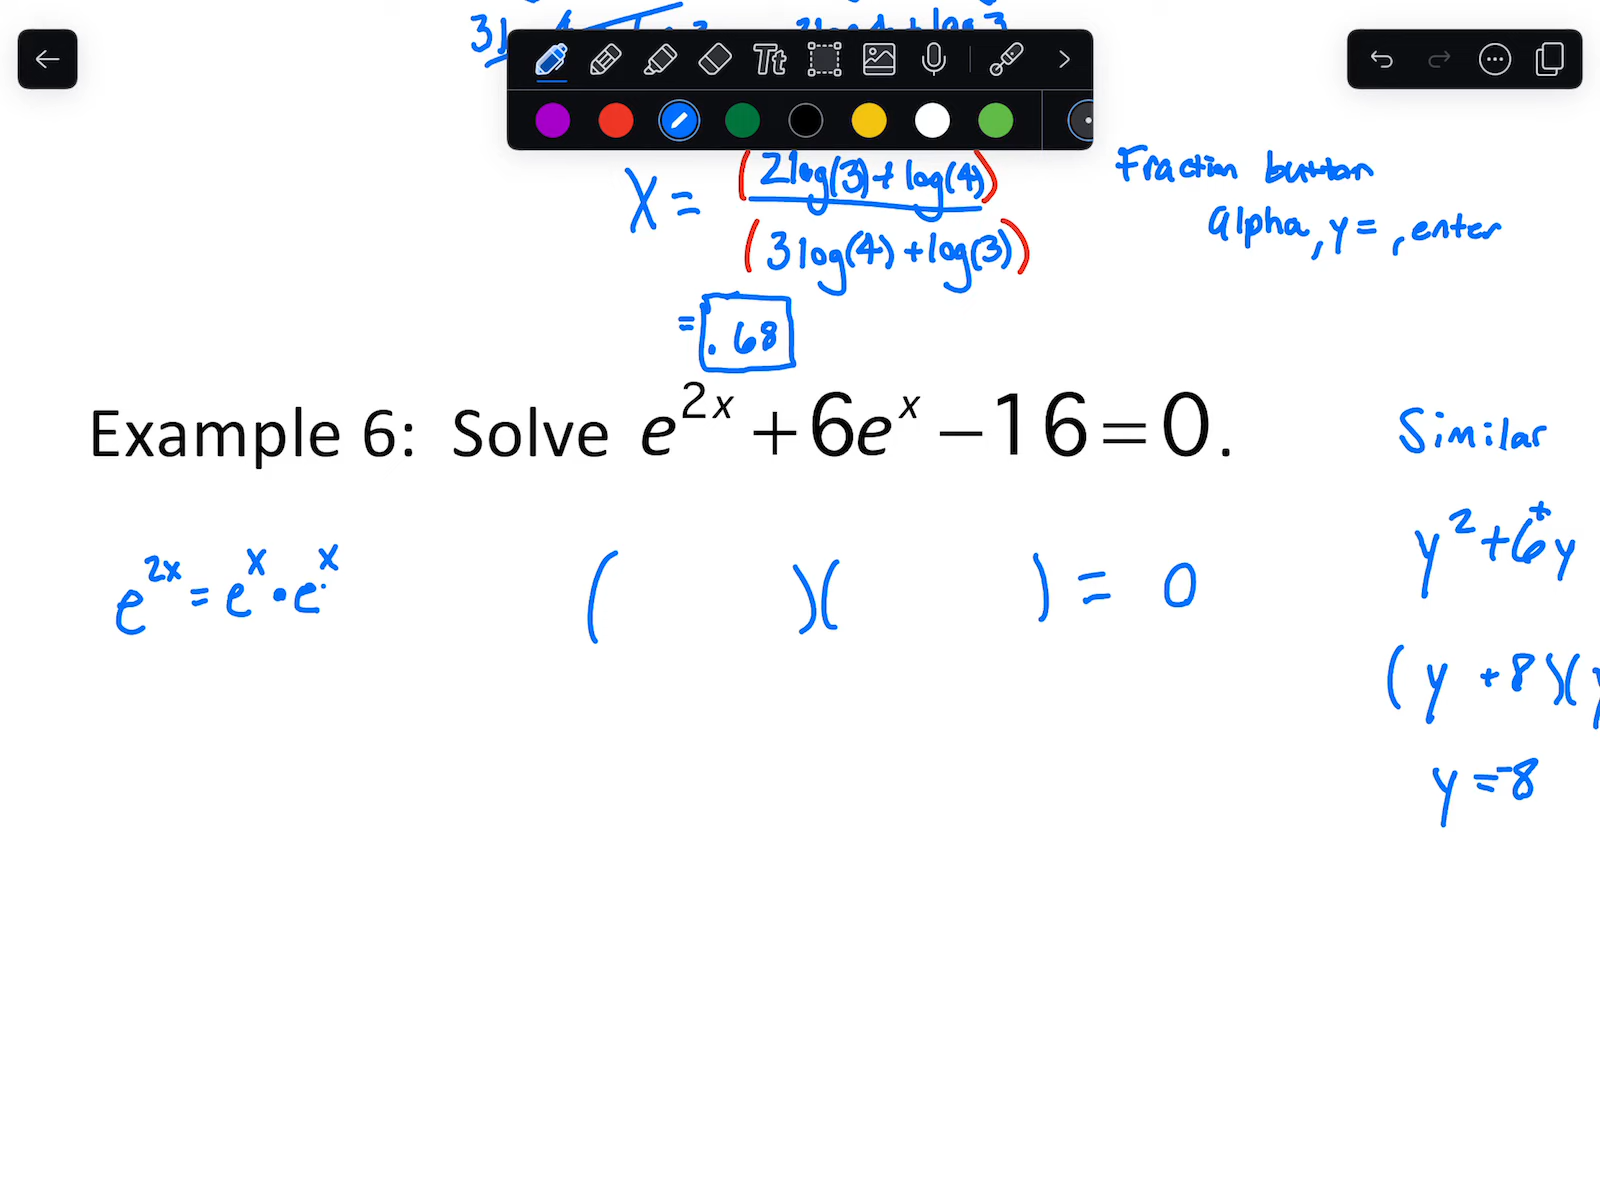 Tt
X = (2log(3)+log(4)) / (3log(4)+log(3))
Fraction button
alpha, y= , enter
= .68
Example 6: Solve e^{2x} + 6e^x − 16 = 0.
Similar
e^{2x} = e^x • e^x
( )( ) = 0
y^2 + 6y
(y + 8)(y
y = -8